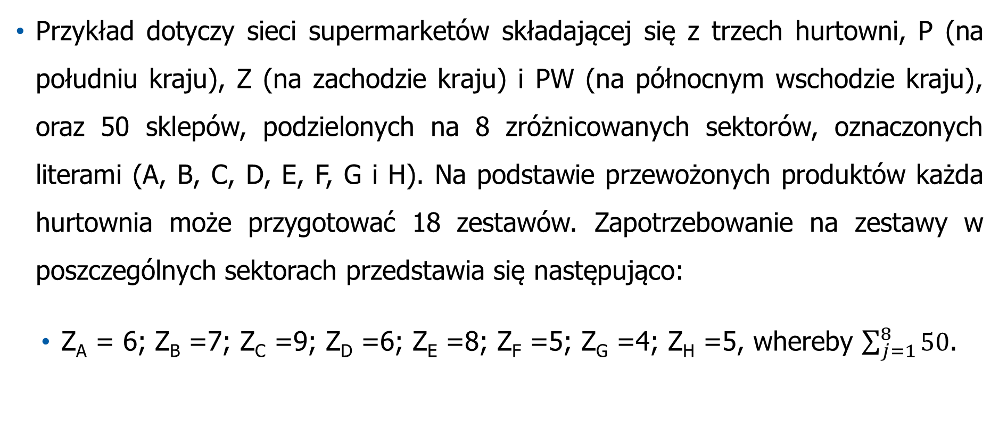 • Przykład dotyczy sieci supermarketów składającej się z trzech hurtowni, P (na
południu kraju), Z (na zachodzie kraju) i PW (na północnym wschodzie kraju),
oraz 50 sklepów, podzielonych na 8 zróżnicowanych sektorów, oznaczonych
literami (A, B, C, D, E, F, G i H). Na podstawie przewożonych produktów każda
hurtownia może przygotować 18 zestawów. Zapotrzebowanie na zestawy w
poszczególnych sektorach przedstawia się następująco:
• Z_A = 6; Z_B =7; Z_C =9; Z_D =6; Z_E =8; Z_F =5; Z_G =4; Z_H =5, whereby ∑_{j=1}^{8} 50.